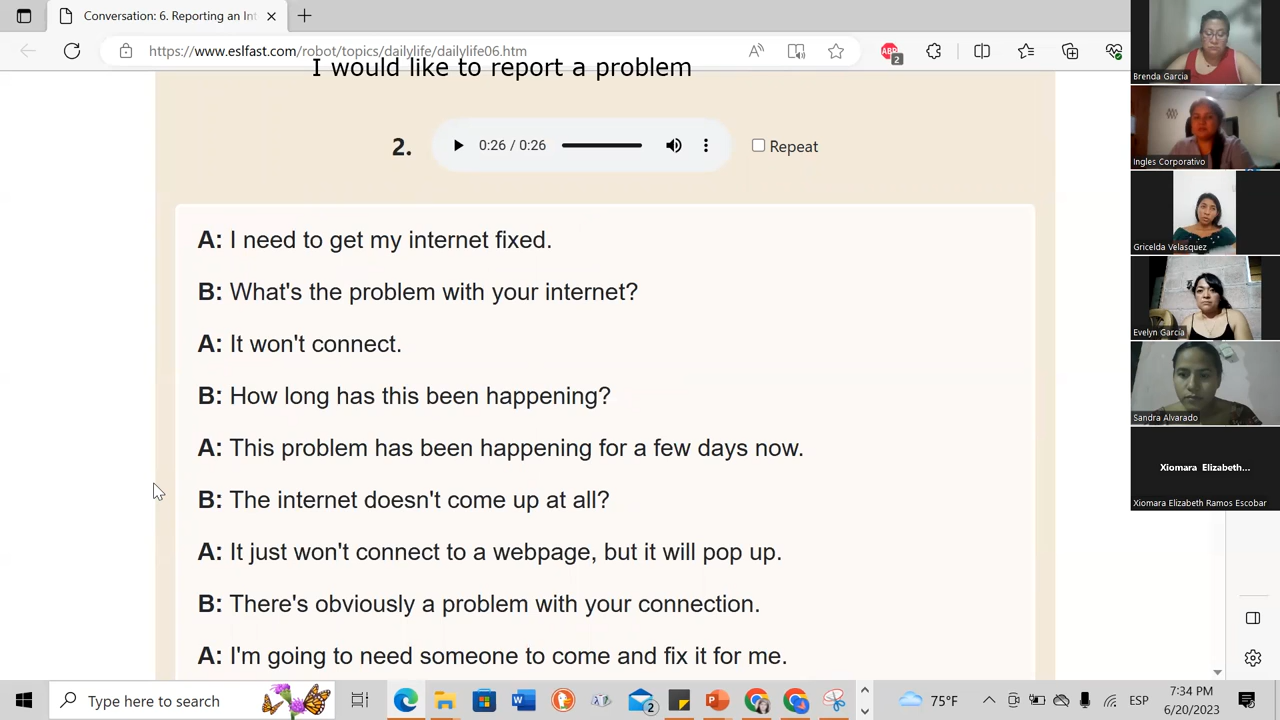 Conversation: 6. Reporting an Int
https://www.eslfast.com/robot/topics/dailylife/dailylife06.htm
ABP
2
I would like to report a problem
2.
0:26 / 0:26
Repeat
A: I need to get my internet fixed.
B: What's the problem with your internet?
A: It won't connect.
B: How long has this been happening?
A: This problem has been happening for a few days now.
B: The internet doesn't come up at all?
A: It just won't connect to a webpage, but it will pop up.
B: There's obviously a problem with your connection.
A: I'm going to need someone to come and fix it for me.
Brenda Garcia
Ingles Corporativo
Gricelda Velasquez
Evelyn García
Sandra Alvarado
Xiomara Elizabeth...
Xiomara Elizabeth Ramos Escobar
Type here to search
2
75°F
ESP
7:34 PM
6/20/2023